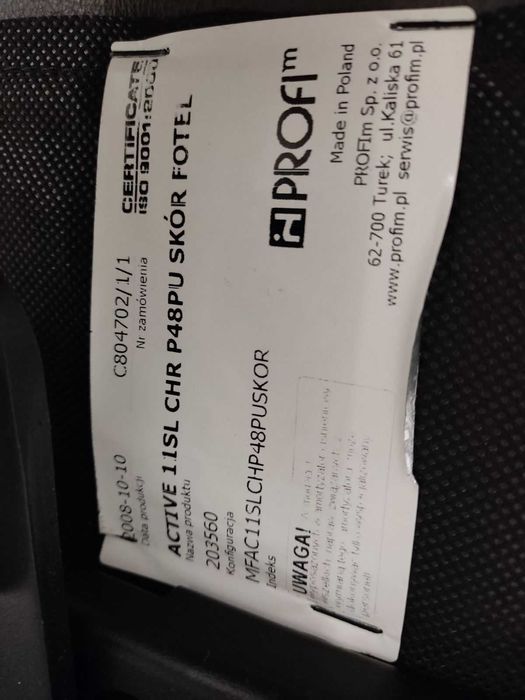 2008-10-10
Data produkcji
C804702/1/1
Nr zamówienia
CERTIFICATE
ISO 9001:2000
ACTIVE 11SL CHR P48PU SKÓR FOTEL
Nazwa produktu
203560
Konfiguracja
MFAC11SLCHP48PUSKOR
Indeks
PROFIm
Made in Poland
PROFIm Sp. z o.o.
62-700 Turek; ul.Kaliska 61
www.profim.pl serwis@profim.pl
UWAGA!